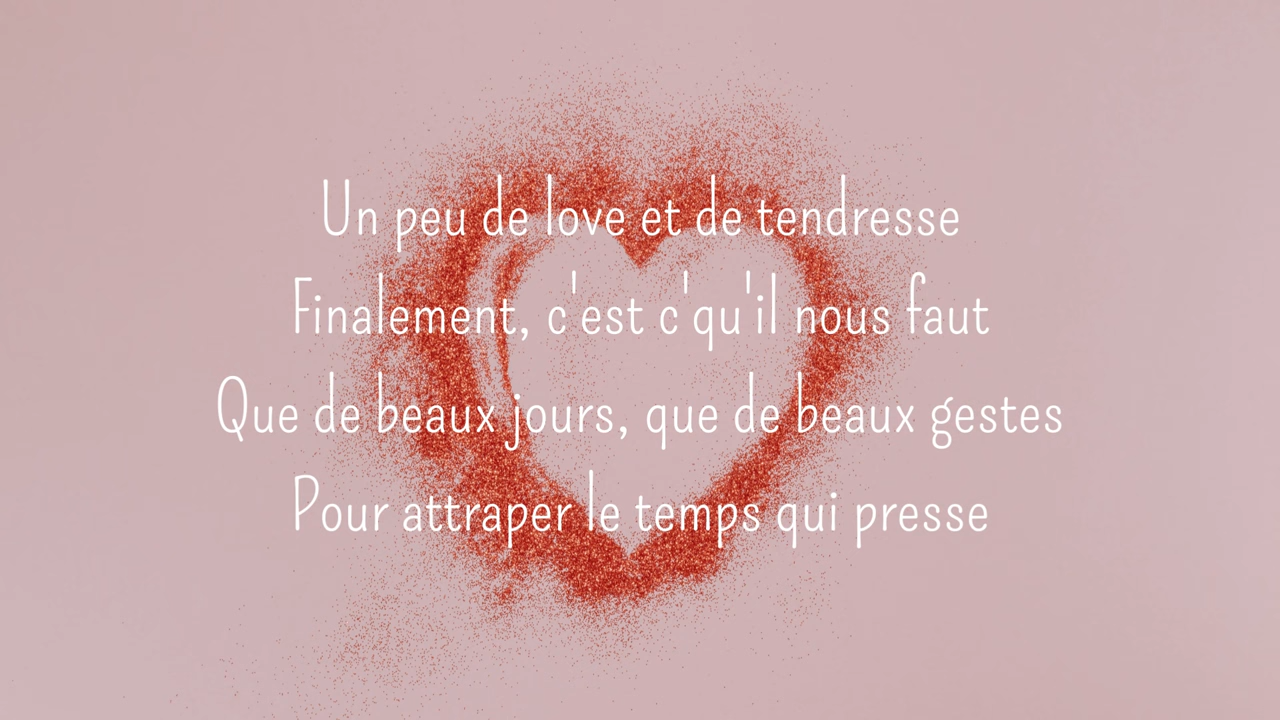 Un peu de love et de tendresse
Finalement, c'est c'qu'il nous faut
Que de beaux jours, que de beaux gestes
Pour attraper le temps qui presse